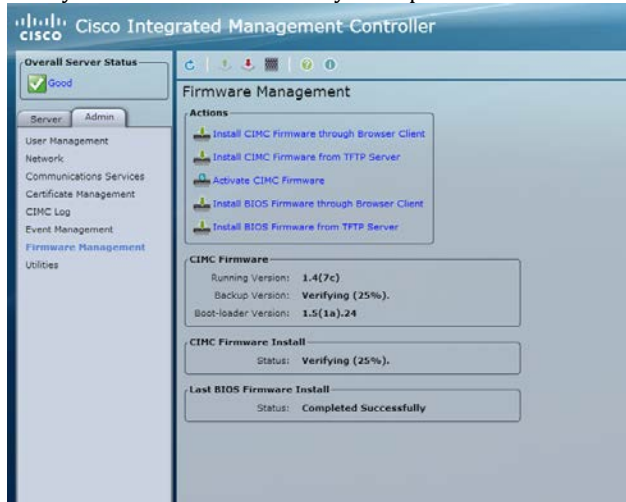 cisco Cisco Integrated Management Controller
Overall Server Status
Good
Server Admin
User Management
Network
Communications Services
Certificate Management
CIMC Log
Event Management
Firmware Management
Utilities
Firmware Management
Actions
Install CIMC Firmware through Browser Client
Install CIMC Firmware from TFTP Server
Activate CIMC Firmware
Install BIOS Firmware through Browser Client
Install BIOS Firmware from TFTP Server
CIMC Firmware
Running Version: 1.4(7c)
Backup Version: Verifying (25%).
Boot-loader Version: 1.5(1a).24
CIMC Firmware Install
Status: Verifying (25%).
Last BIOS Firmware Install
Status: Completed Successfully